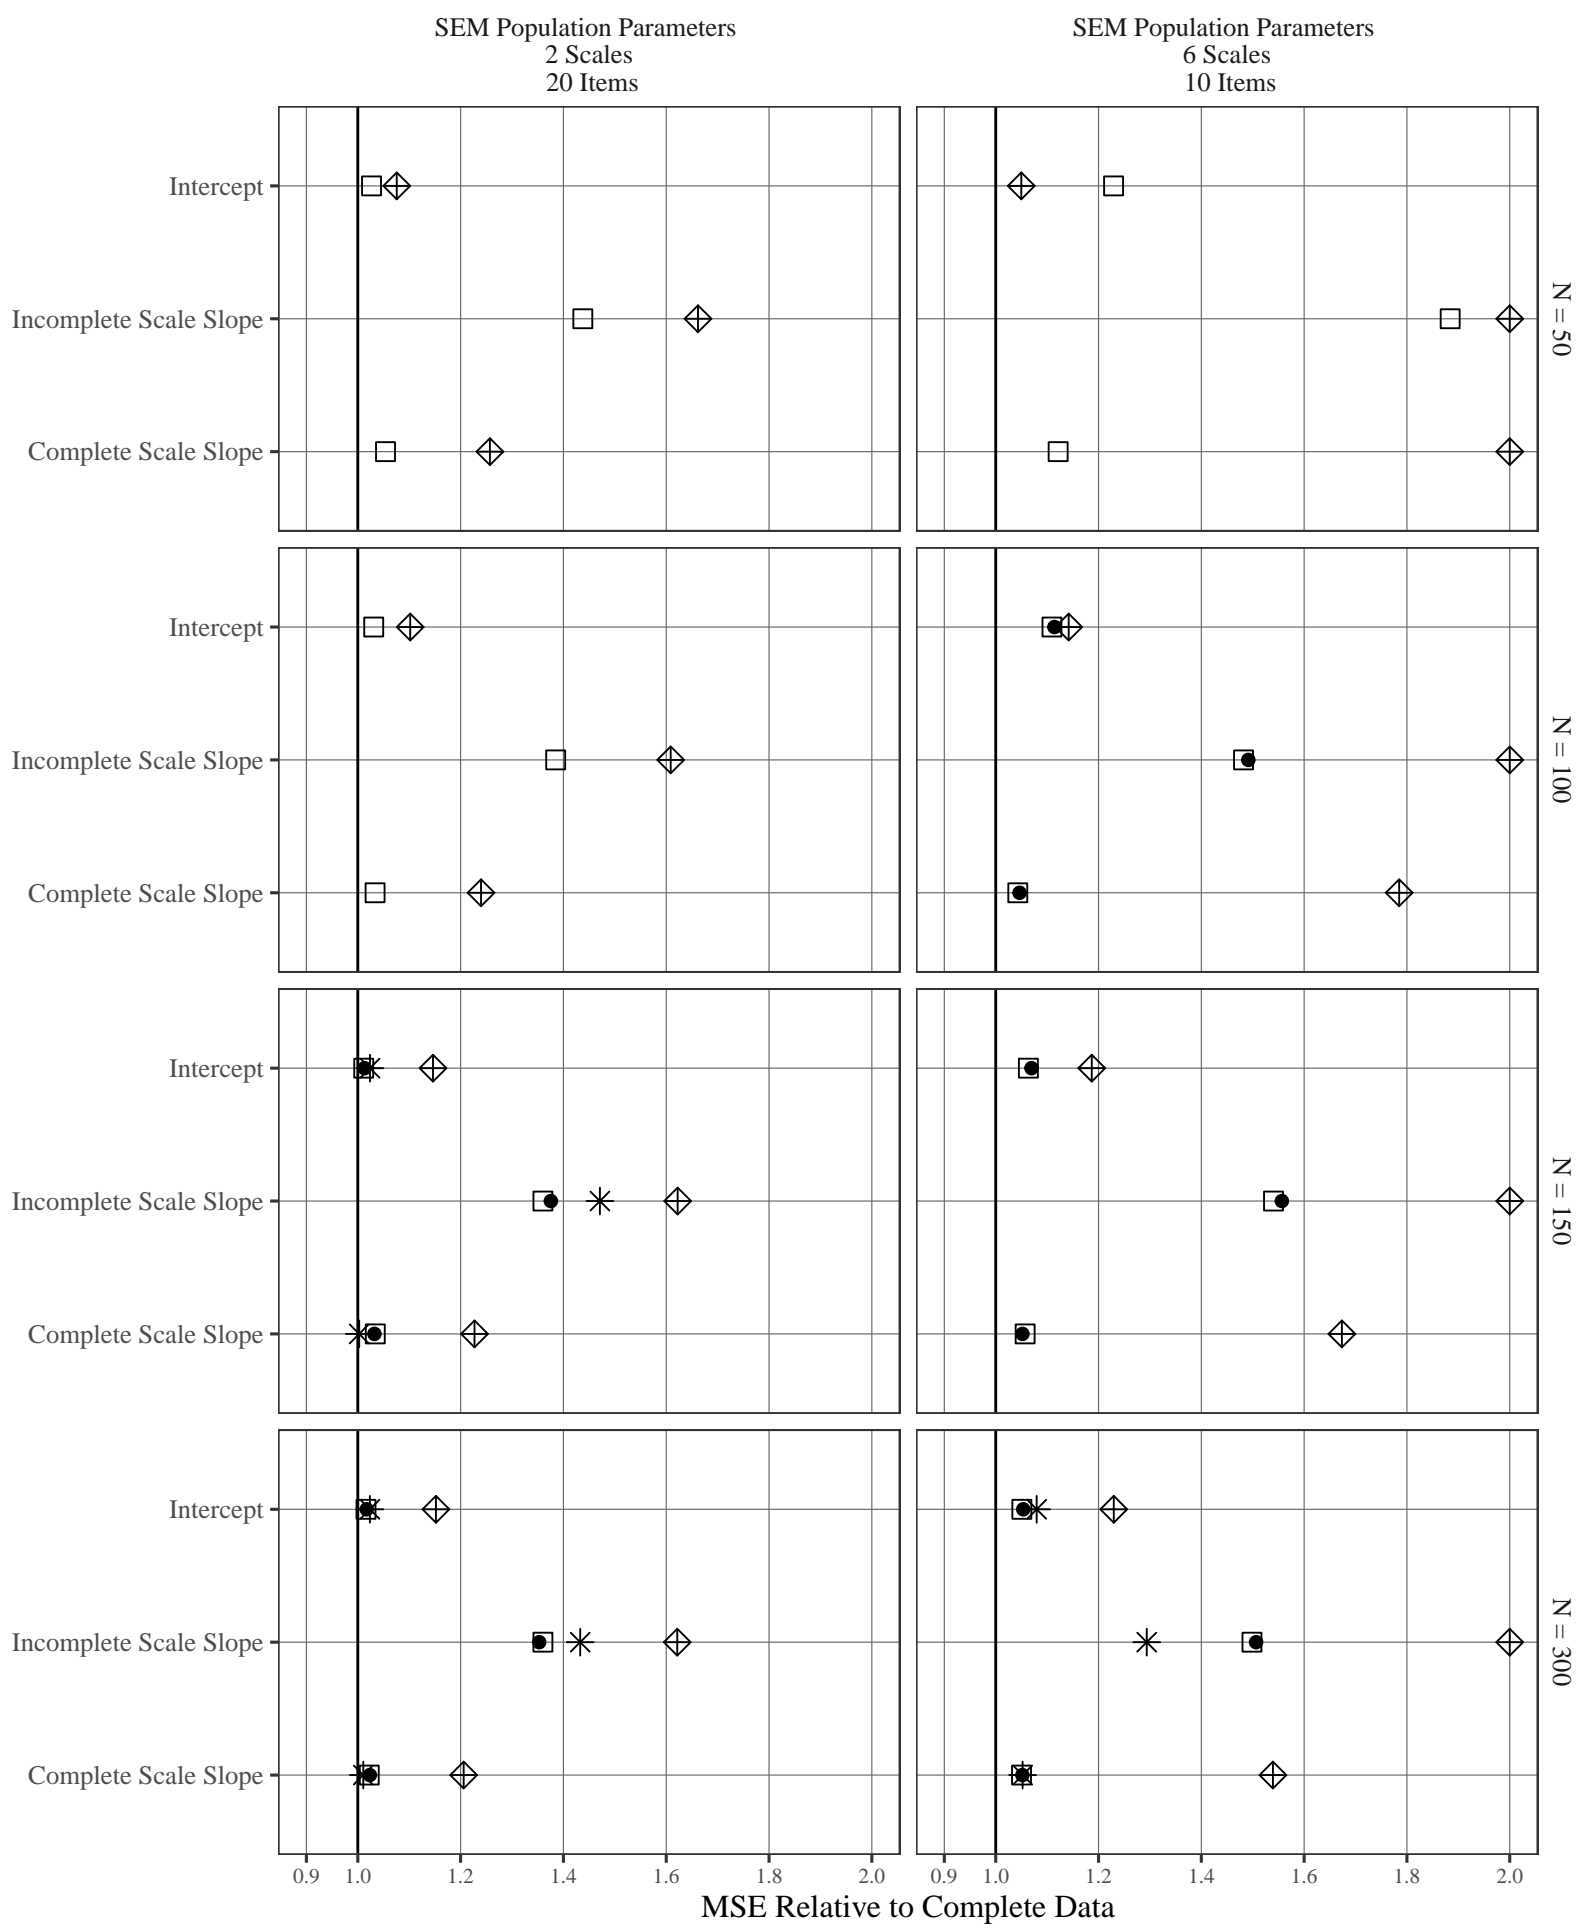 SEM Population Parameters
2 Scales
20 Items
SEM Population Parameters
6 Scales
10 Items
Intercept
Incomplete Scale Slope
Complete Scale Slope
N = 50
Intercept
Incomplete Scale Slope
Complete Scale Slope
N = 100
Intercept
Incomplete Scale Slope
Complete Scale Slope
N = 150
Intercept
Incomplete Scale Slope
Complete Scale Slope
N = 300
0.9 1.0 1.2 1.4 1.6 1.8 2.0
0.9 1.0 1.2 1.4 1.6 1.8 2.0
MSE Relative to Complete Data